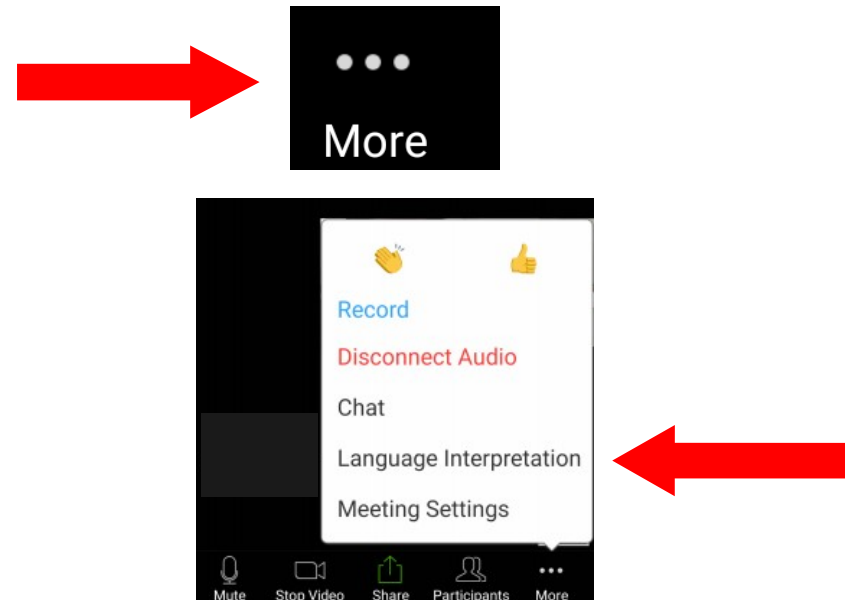 More
Record
Disconnect Audio
Chat
Language Interpretation
Meeting Settings
Mute Stop Video Share Participants More